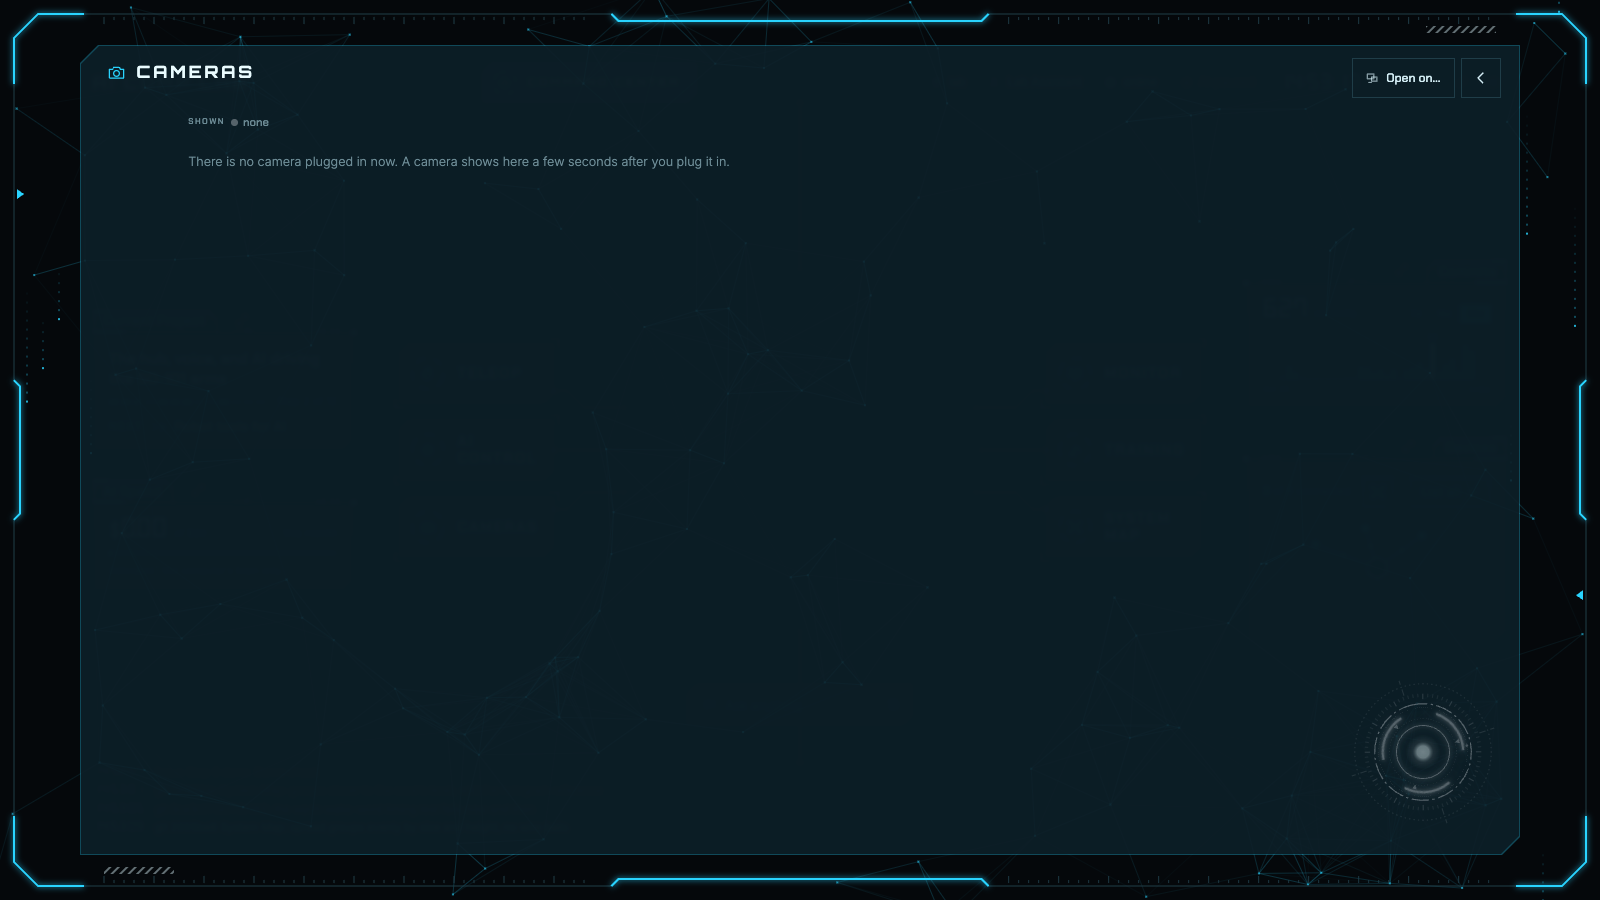 CAMERAS
Open on...
SHOWN none
There is no camera plugged in now. A camera shows here a few seconds after you plug it in.